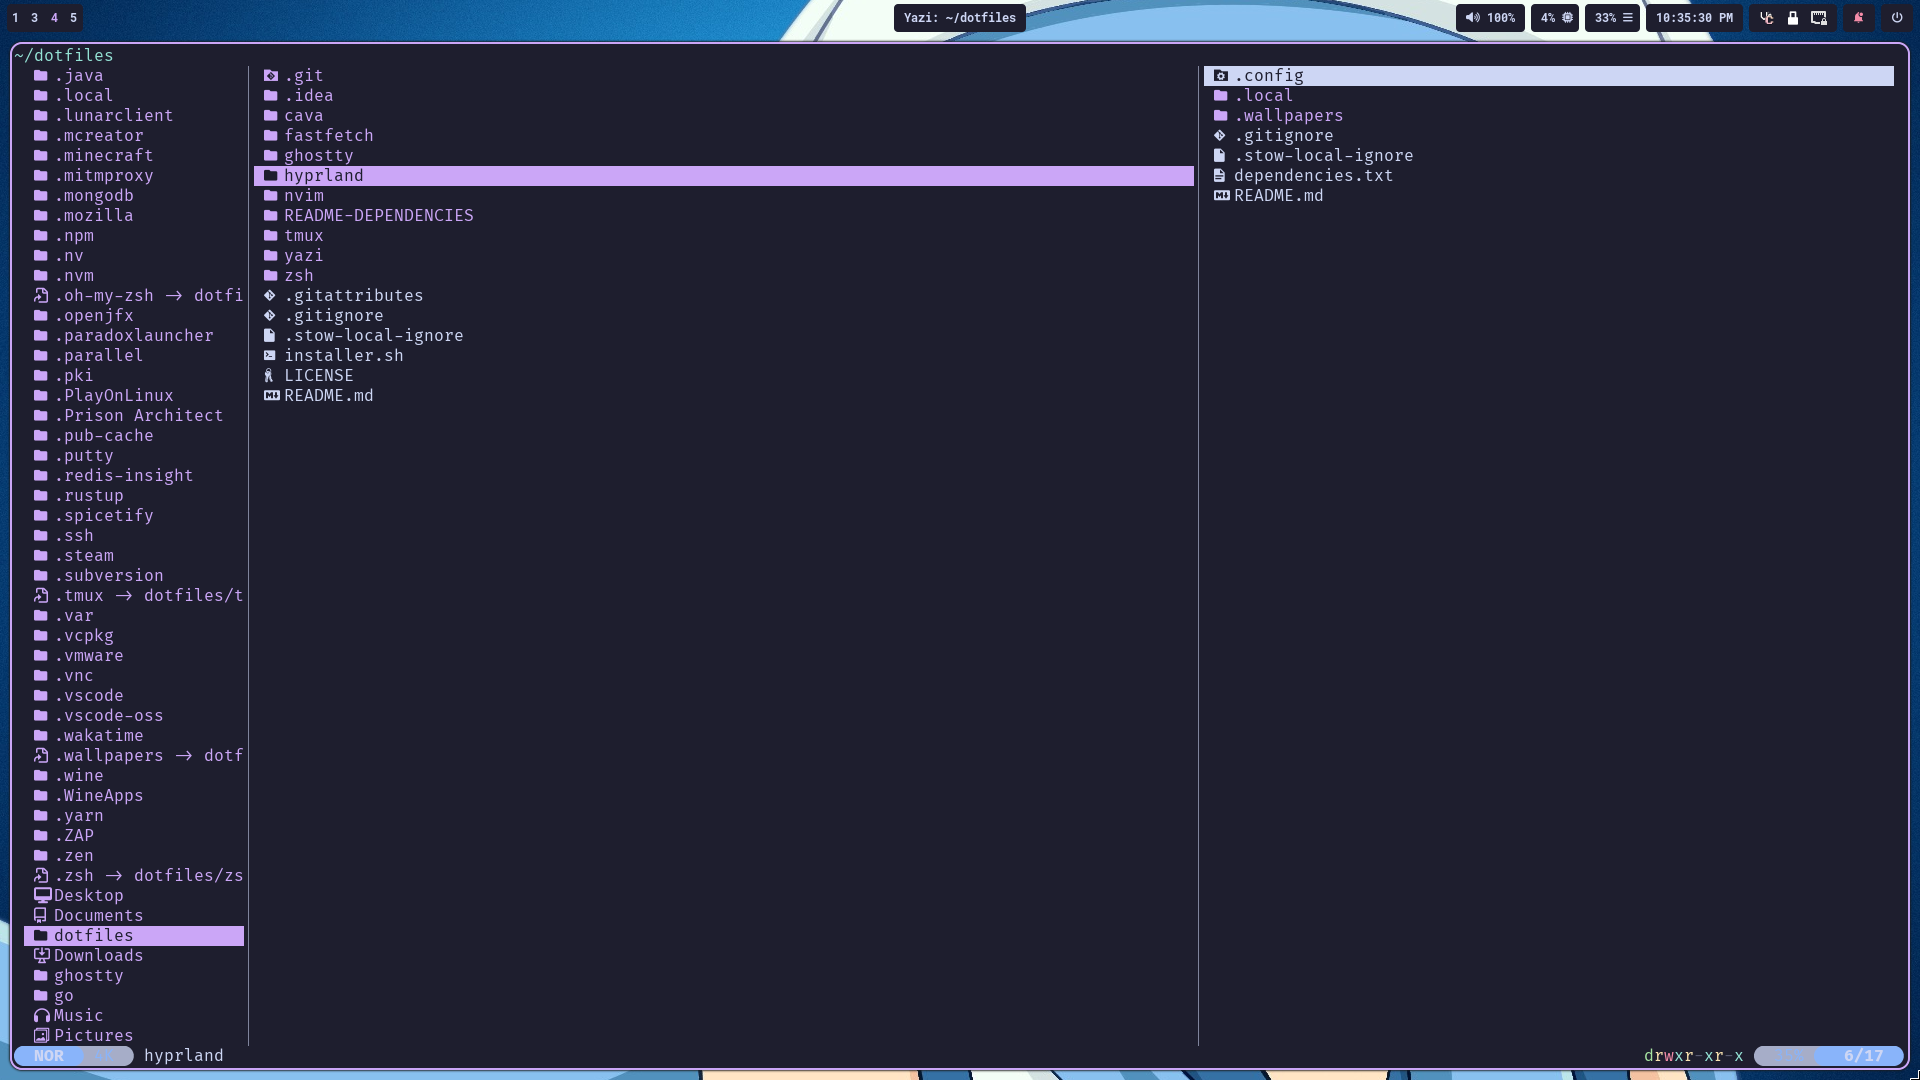 1 3 4 5
Yazi: ~/dotfiles
100%
4%
33%
10:35:30 PM
~/dotfiles
.java
.local
.lunarclient
.mcreator
.minecraft
.mitmproxy
.mongodb
.mozilla
.npm
.nv
.nvm
.oh-my-zsh → dotfi
.openjfx
.paradoxlauncher
.parallel
.pki
.PlayOnLinux
.Prison Architect
.pub-cache
.putty
.redis-insight
.rustup
.spicetify
.ssh
.steam
.subversion
.tmux → dotfiles/t
.var
.vcpkg
.vmware
.vnc
.vscode
.vscode-oss
.wakatime
.wallpapers → dotf
.wine
.WineApps
.yarn
.ZAP
.zen
.zsh → dotfiles/zs
Desktop
Documents
dotfiles
Downloads
ghostty
go
Music
Pictures
.git
.idea
cava
fastfetch
ghostty
hyprland
nvim
README-DEPENDENCIES
tmux
yazi
zsh
.gitattributes
.gitignore
.stow-local-ignore
installer.sh
LICENSE
README.md
.config
.local
.wallpapers
.gitignore
.stow-local-ignore
dependencies.txt
README.md
NOR
hyprland
drwxr-xr-x
6/17